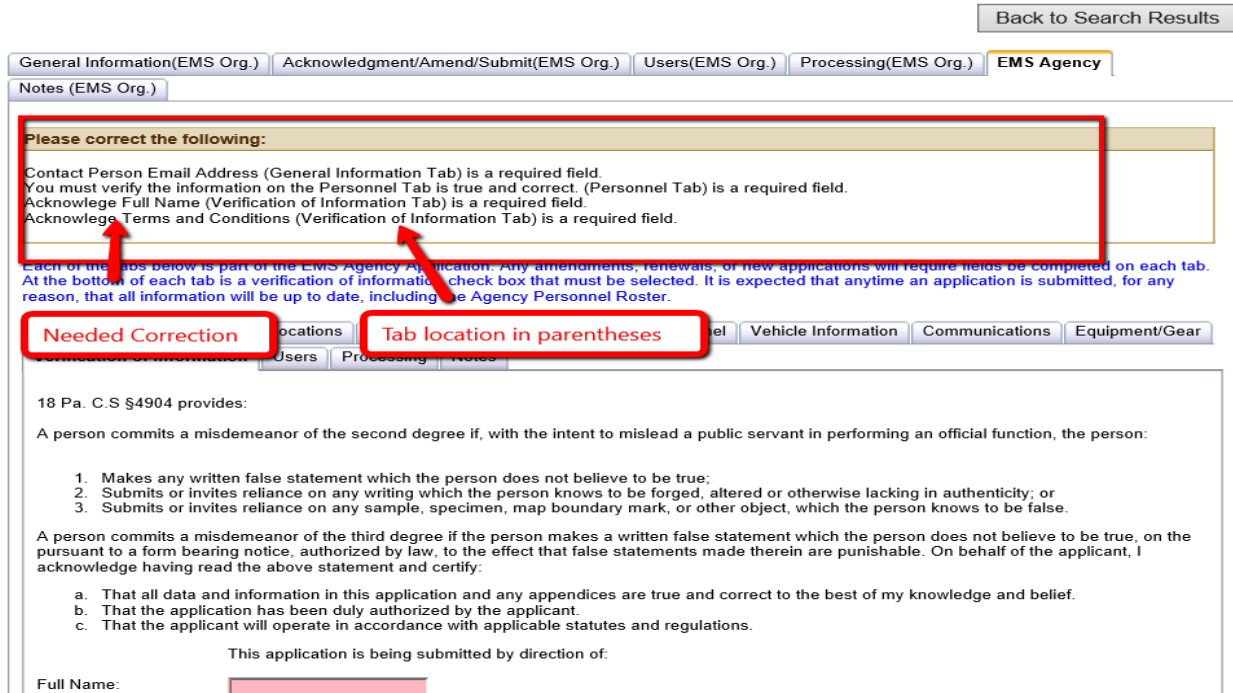 Back to Search Results
General Information(EMS Org.) Acknowledgment/Amend/Submit(EMS Org.) Users(EMS Org.) Processing(EMS Org.) EMS Agency
Notes (EMS Org.)
Please correct the following:
Contact Person Email Address (General Information Tab) is a required field.
You must verify the information on the Personnel Tab is true and correct. (Personnel Tab) is a required field.
Acknowlege Full Name (Verification of Information Tab) is a required field.
Acknowlege Terms and Conditions (Verification of Information Tab) is a required field.
Each of the tabs below is part of the EMS Agency Application. Any amendments, renewals, or new applications will require fields be completed on each tab.
At the bottom of each tab is a verification of information check box that must be selected. It is expected that anytime an application is submitted, for any
reason, that all information will be up to date, including the Agency Personnel Roster.
Needed Correction ocations Tab location in parentheses nel Vehicle Information Communications Equipment/Gear
Verification of Information Users Processing Notes
18 Pa. C.S §4904 provides:
A person commits a misdemeanor of the second degree if, with the intent to mislead a public servant in performing an official function, the person:
1. Makes any written false statement which the person does not believe to be true;
2. Submits or invites reliance on any writing which the person knows to be forged, altered or otherwise lacking in authenticity; or
3. Submits or invites reliance on any sample, specimen, map boundary mark, or other object, which the person knows to be false.
A person commits a misdemeanor of the third degree if the person makes a written false statement which the person does not believe to be true, on the
pursuant to a form bearing notice, authorized by law, to the effect that false statements made therein are punishable. On behalf of the applicant, I
acknowledge having read the above statement and certify:
a. That all data and information in this application and any appendices are true and correct to the best of my knowledge and belief.
b. That the application has been duly authorized by the applicant.
c. That the applicant will operate in accordance with applicable statutes and regulations.
This application is being submitted by direction of:
Full Name: